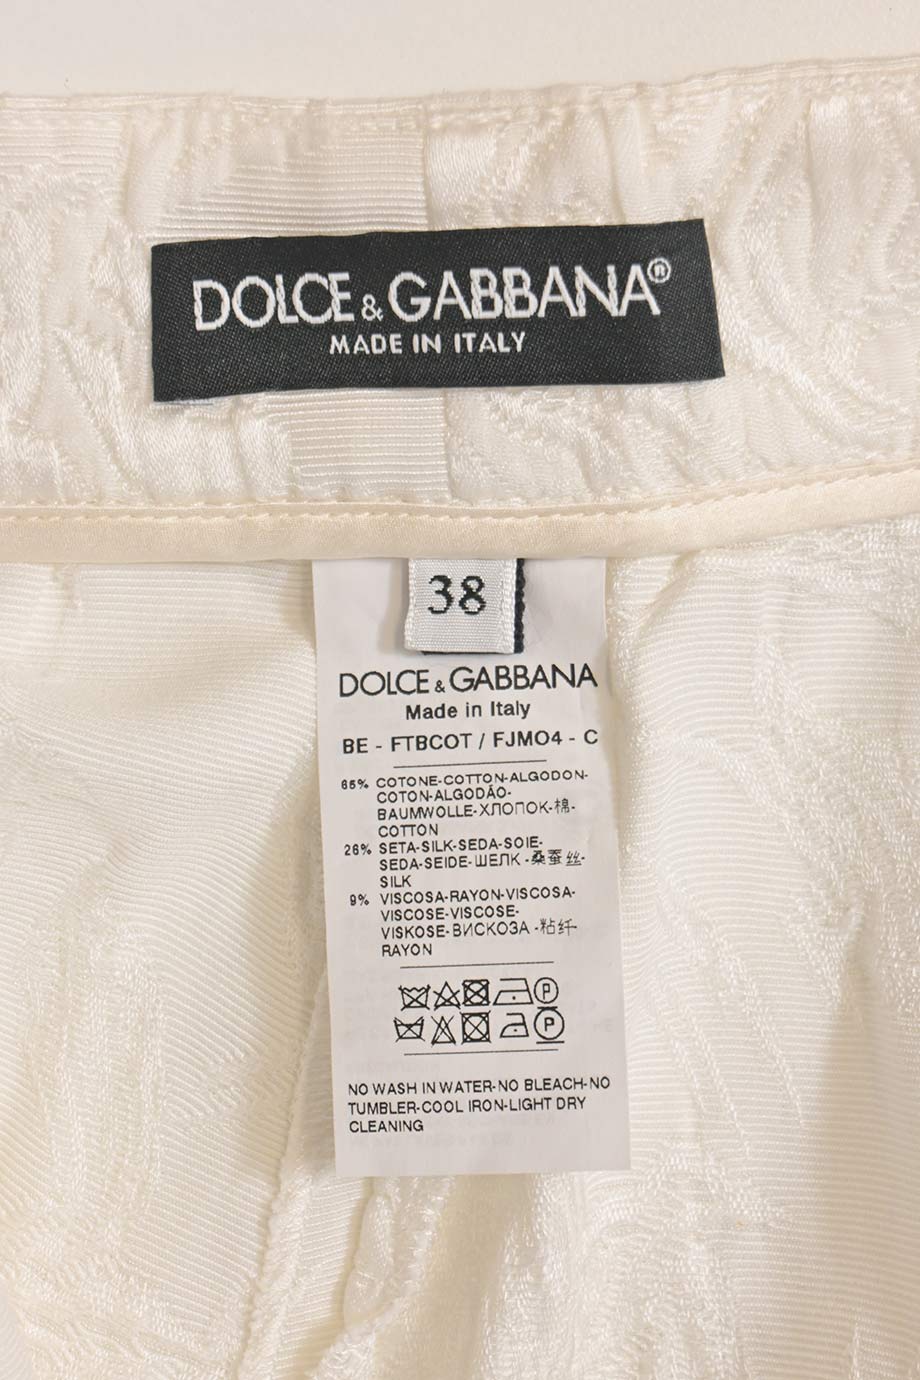 DOLCE & GABBANA®
MADE IN ITALY
38
DOLCE & GABBANA
Made in Italy
BE - FTBCOT / FJMO4 - C
65% COTONE-COTTON-ALGODON-
COTON-ALGODÃO-
BAUMWOLLE-ХЛОПОК-棉-
COTTON
26% SETA-SILK-SEDA-SOIE-
SEDA-SEIDE-ШЕЛК-桑蚕丝-
SILK
9% VISCOSA-RAYON-VISCOSA-
VISCOSE-VISCOSE-
VISKOSE-ВИСКОЗА-粘纤-
RAYON
P
P
NO WASH IN WATER-NO BLEACH-NO
TUMBLER-COOL IRON-LIGHT DRY
CLEANING